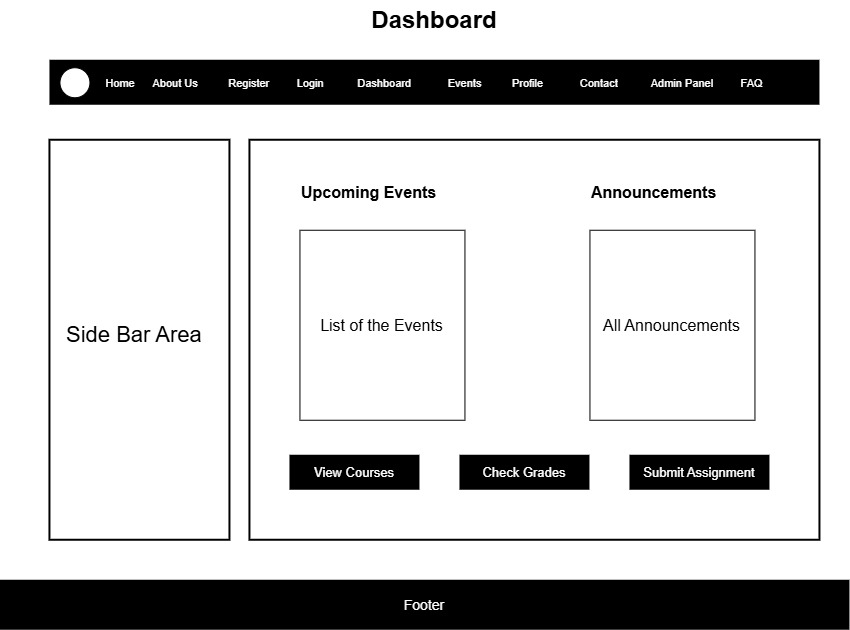 Dashboard
Home About Us Register Login Dashboard Events Profile Contact Admin Panel FAQ
Side Bar Area
Upcoming Events
List of the Events
Announcements
All Announcements
View Courses
Check Grades
Submit Assignment
Footer